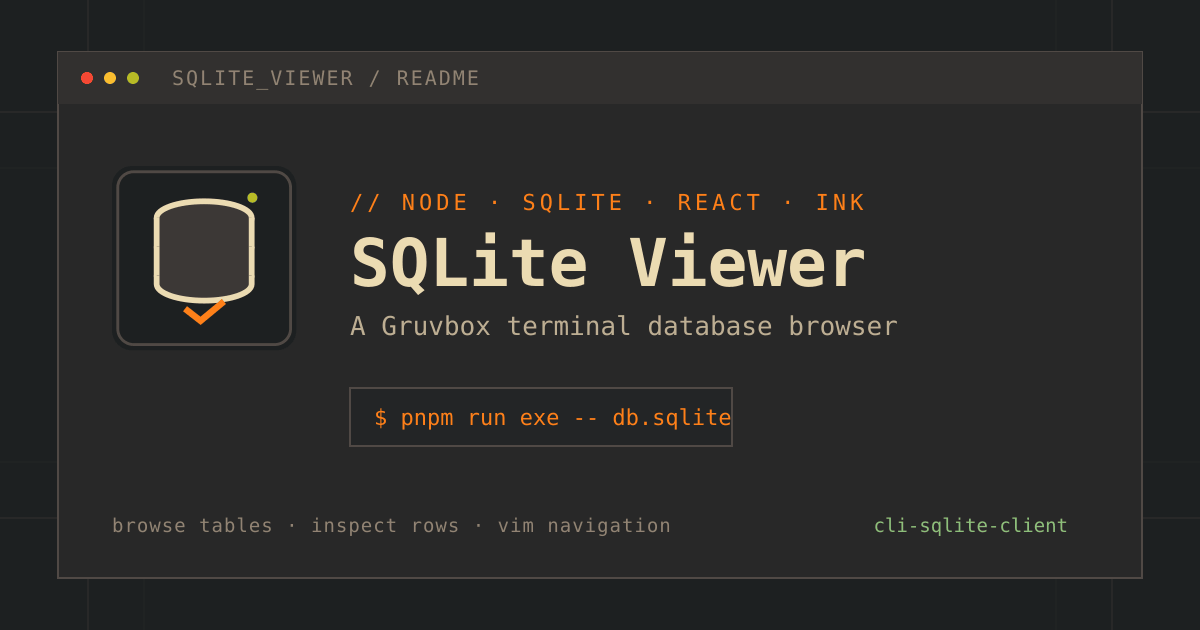 SQLITE_VIEWER / README
// NODE · SQLITE · REACT · INK
SQLite Viewer
A Gruvbox terminal database browser
$ pnpm run exe -- db.sqlite
browse tables · inspect rows · vim navigation
cli-sqlite-client